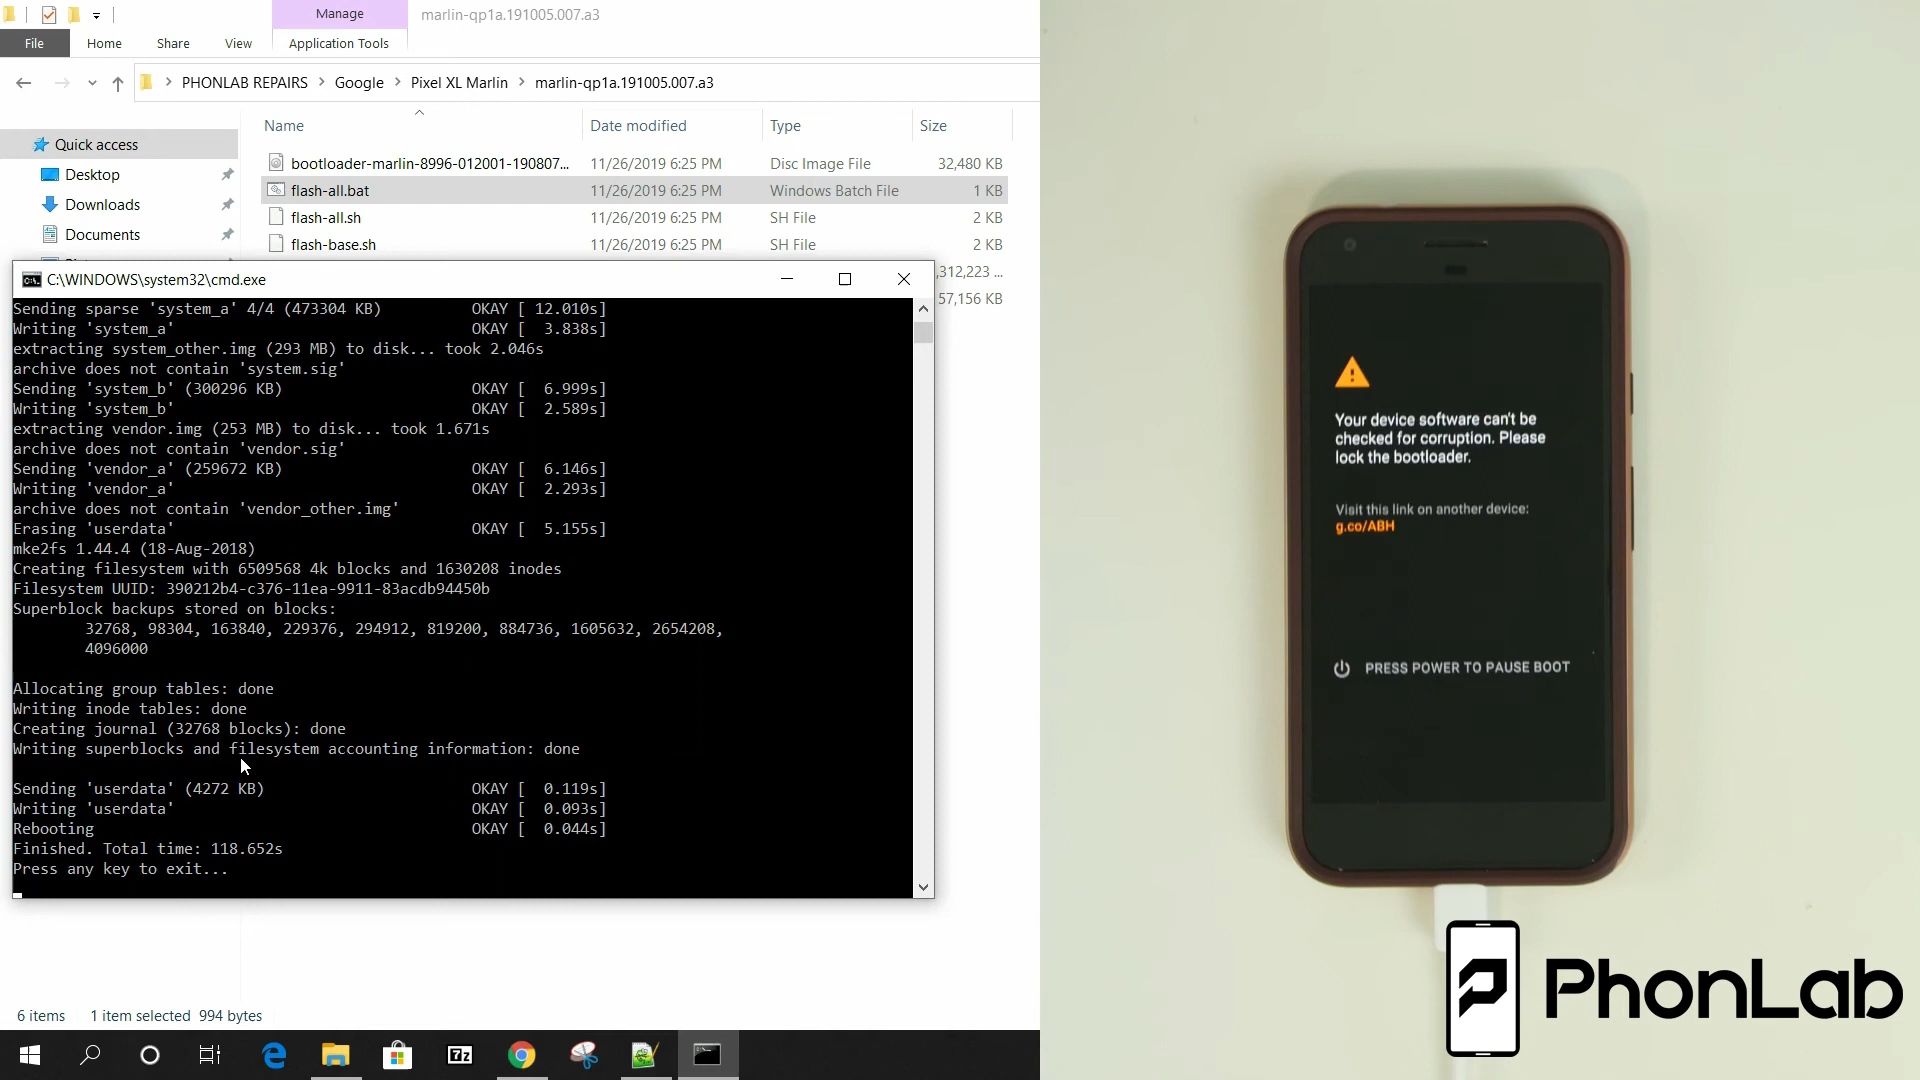 Manage
marlin-qp1a.191005.007.a3
File
Home
Share
View
Application Tools
PHONLAB REPAIRS
Google
Pixel XL Marlin
marlin-qp1a.191005.007.a3
Name
Date modified
Type
Size
Quick access
Desktop
Downloads
Documents
bootloader-marlin-8996-012001-190807... 11/26/2019 6:25 PM Disc Image File 32,480 KB
flash-all.bat 11/26/2019 6:25 PM Windows Batch File 1 KB
flash-all.sh 11/26/2019 6:25 PM SH File 2 KB
flash-base.sh 11/26/2019 6:25 PM SH File 2 KB
,312,223 ...
57,156 KB
C:\WINDOWS\system32\cmd.exe
Sending sparse 'system_a' 4/4 (473304 KB) OKAY [ 12.010s]
Writing 'system_a' OKAY [ 3.838s]
extracting system_other.img (293 MB) to disk... took 2.046s
archive does not contain 'system.sig'
Sending 'system_b' (300296 KB) OKAY [ 6.999s]
Writing 'system_b' OKAY [ 2.589s]
extracting vendor.img (253 MB) to disk... took 1.671s
archive does not contain 'vendor.sig'
Sending 'vendor_a' (259672 KB) OKAY [ 6.146s]
Writing 'vendor_a' OKAY [ 2.293s]
archive does not contain 'vendor_other.img'
Erasing 'userdata' OKAY [ 5.155s]
mke2fs 1.44.4 (18-Aug-2018)
Creating filesystem with 6509568 4k blocks and 1630208 inodes
Filesystem UUID: 390212b4-c376-11ea-9911-83acdb94450b
Superblock backups stored on blocks:
32768, 98304, 163840, 229376, 294912, 819200, 884736, 1605632, 2654208,
4096000
Allocating group tables: done
Writing inode tables: done
Creating journal (32768 blocks): done
Writing superblocks and filesystem accounting information: done
Sending 'userdata' (4272 KB) OKAY [ 0.119s]
Writing 'userdata' OKAY [ 0.093s]
Rebooting OKAY [ 0.044s]
Finished. Total time: 118.652s
Press any key to exit...
6 items
1 item selected 994 bytes
7z
Your device software can't be
checked for corruption. Please
lock the bootloader.
Visit this link on another device:
g.co/ABH
PRESS POWER TO PAUSE BOOT
PhonLab